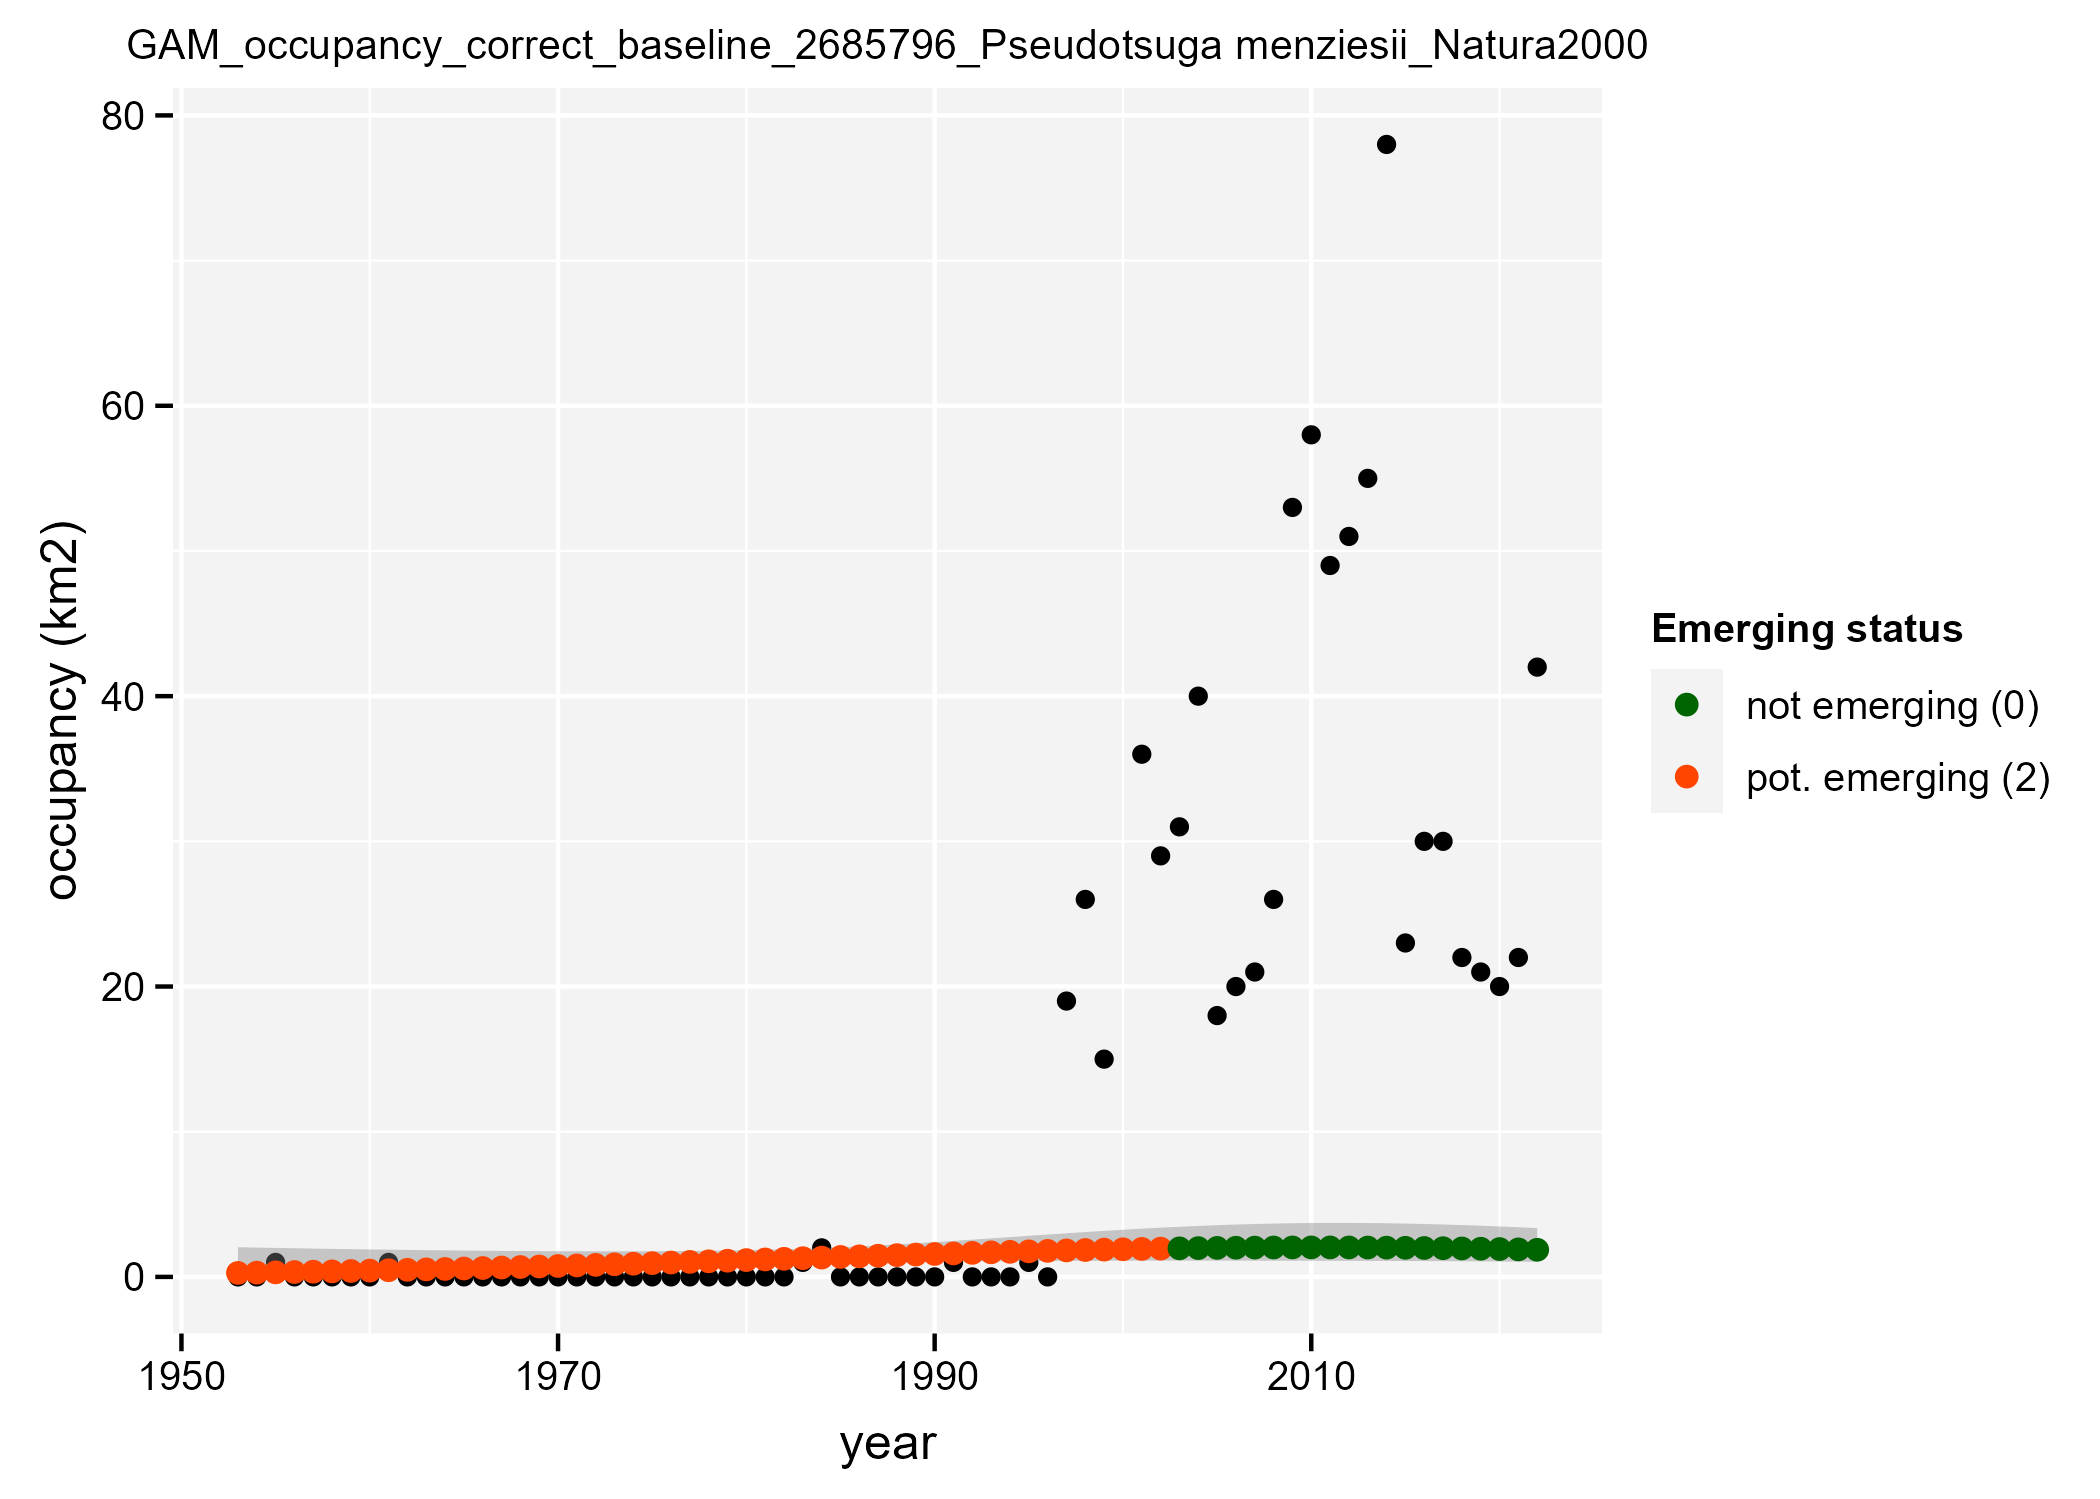 GAM_occupancy_correct_baseline_2685796_Pseudotsuga menziesii_Natura2000
80
60
40
20
0
occupancy (km2)
1950 1970 1990 2010
year
Emerging status
not emerging (0)
pot. emerging (2)